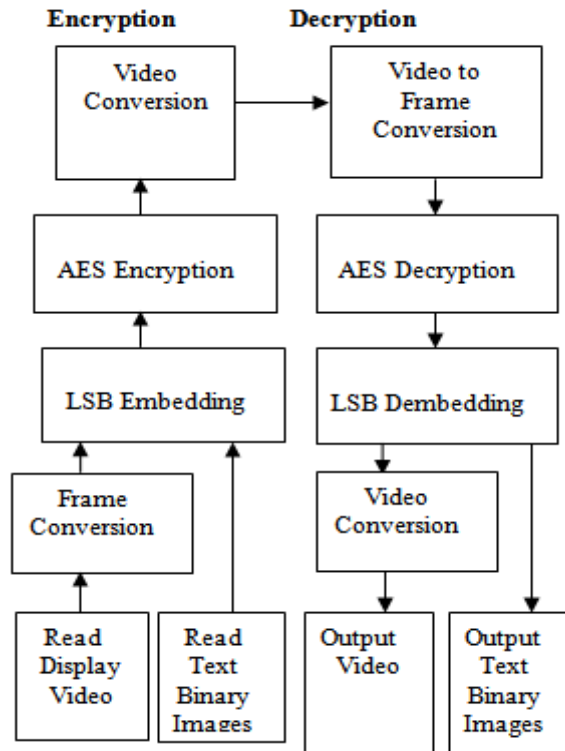 Encryption
Video
Conversion
AES Encryption
LSB Embedding
Frame
Conversion
Read
Display
Video
Read
Text
Binary
Images
Decryption
Video to
Frame
Conversion
AES Decryption
LSB Dembedding
Video
Conversion
Output
Video
Output
Text
Binary
Images